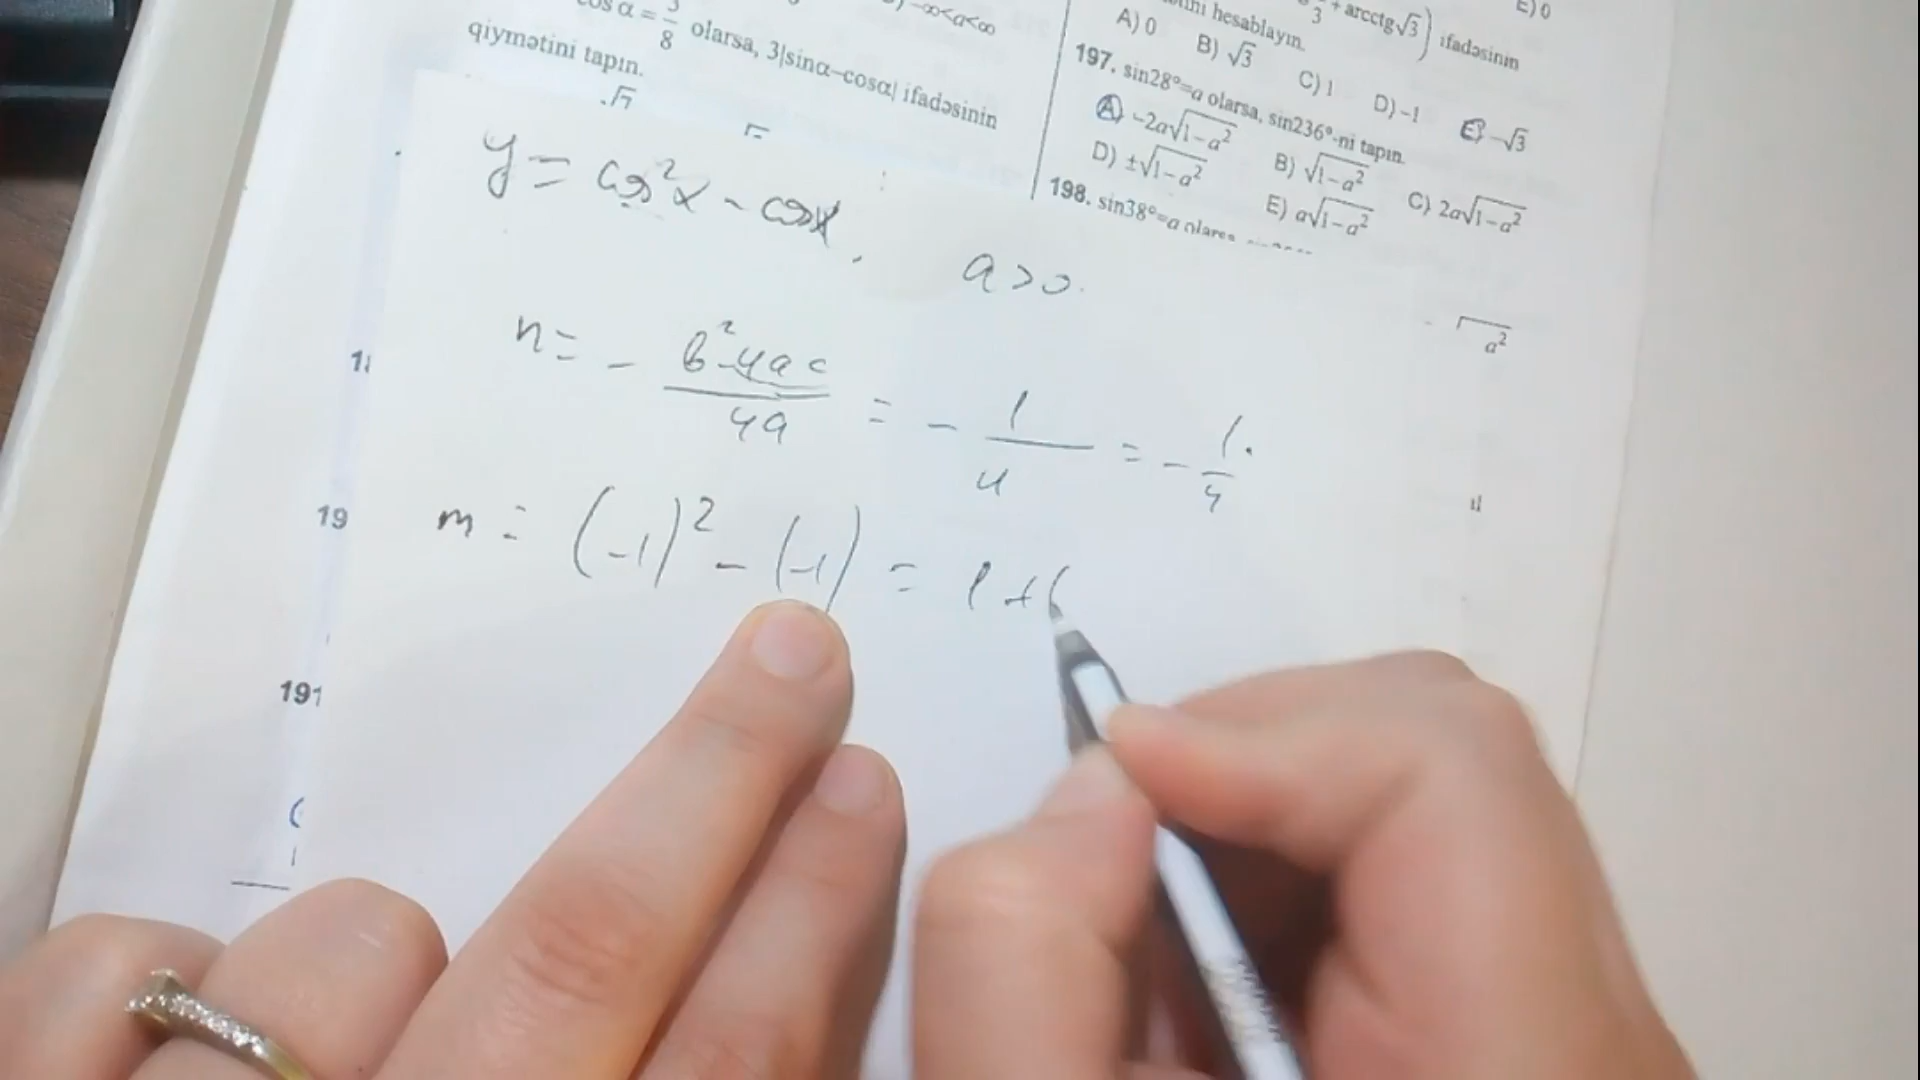 cos α = 3/8 olarsa, 3|sinα–cosα| ifadəsinin
qiymətini tapın.
–∞<a<∞
+ arcctg√3) ifadəsinin
hesablayın.
A) 0 B) √3 C) 1 D) –1 E) –√3
E) 0
197. sin28°=a olarsa, sin236°-ni tapın.
A) –2a√1–a² B) √1–a² C) 2a√1–a²
D) ±√1–a² E) a√1–a²
198. sin38°=a olarsa
a²
y = cos²x - cosx, a>0.
n = - b²-4ac / 4a = - 1/4 = - 1/4.
m = (-1)² - (-1) = 1+1
19
191